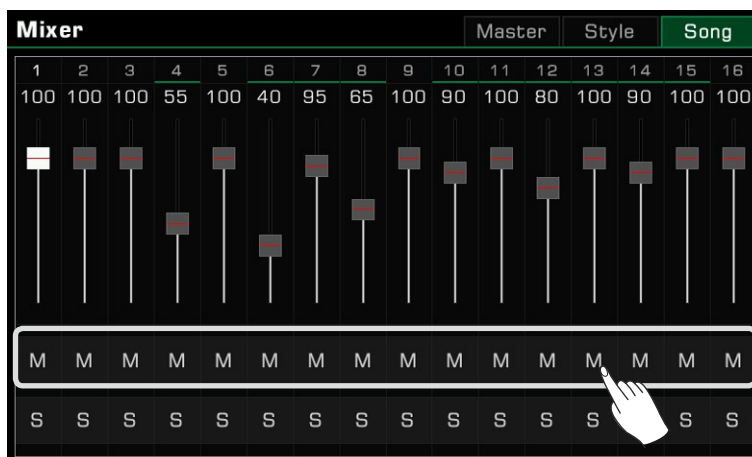 Mixer Master Style Song
1 2 3 4 5 6 7 8 9 10 11 12 13 14 15 16
100 100 100 55 100 40 95 65 100 90 100 80 100 90 100 100
M M M M M M M M M M M M M M M M
S S S S S S S S S S S S S S S